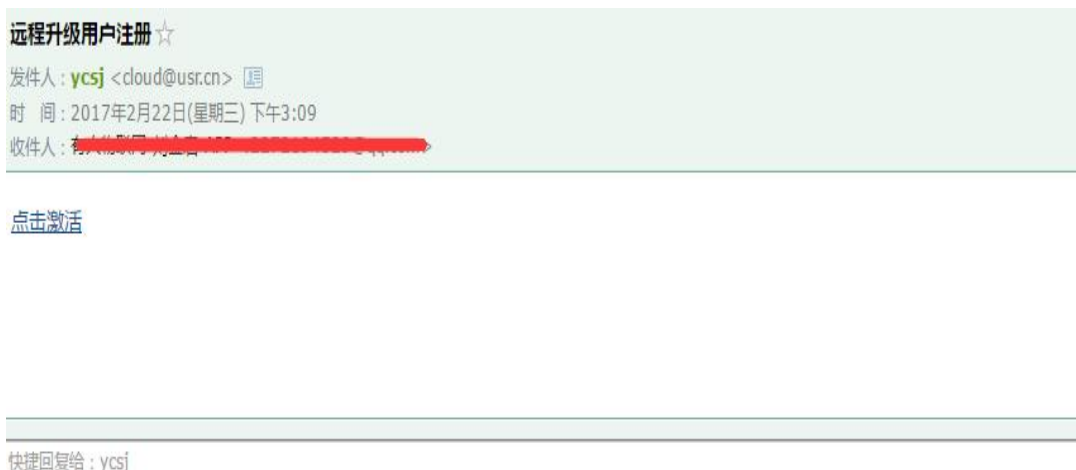 远程升级用户注册☆
发件人：ycsj <cloud@usr.cn>
时　间：2017年2月22日(星期三) 下午3:09
收件人：
点击激活
快捷回复给：ycsj